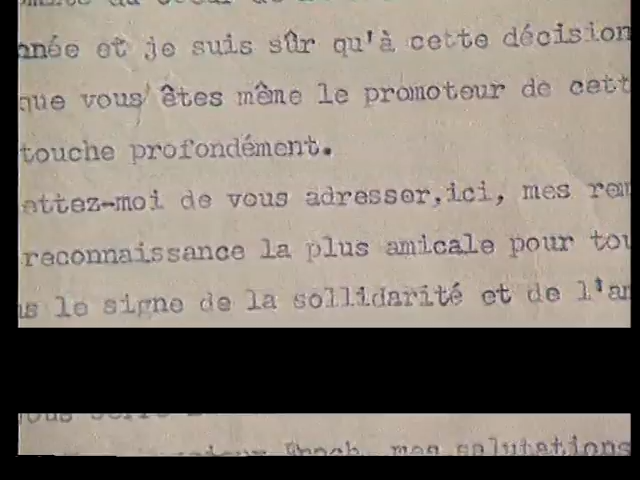 nnée et je suis sûr qu'à cette décision
que vous êtes même le promoteur de cett
touche profondément.
ettez-moi de vous adresser,ici, mes rem
reconnaissance la plus amicale pour tou
ns le signe de la sollidarité et de l'am
mes salutations